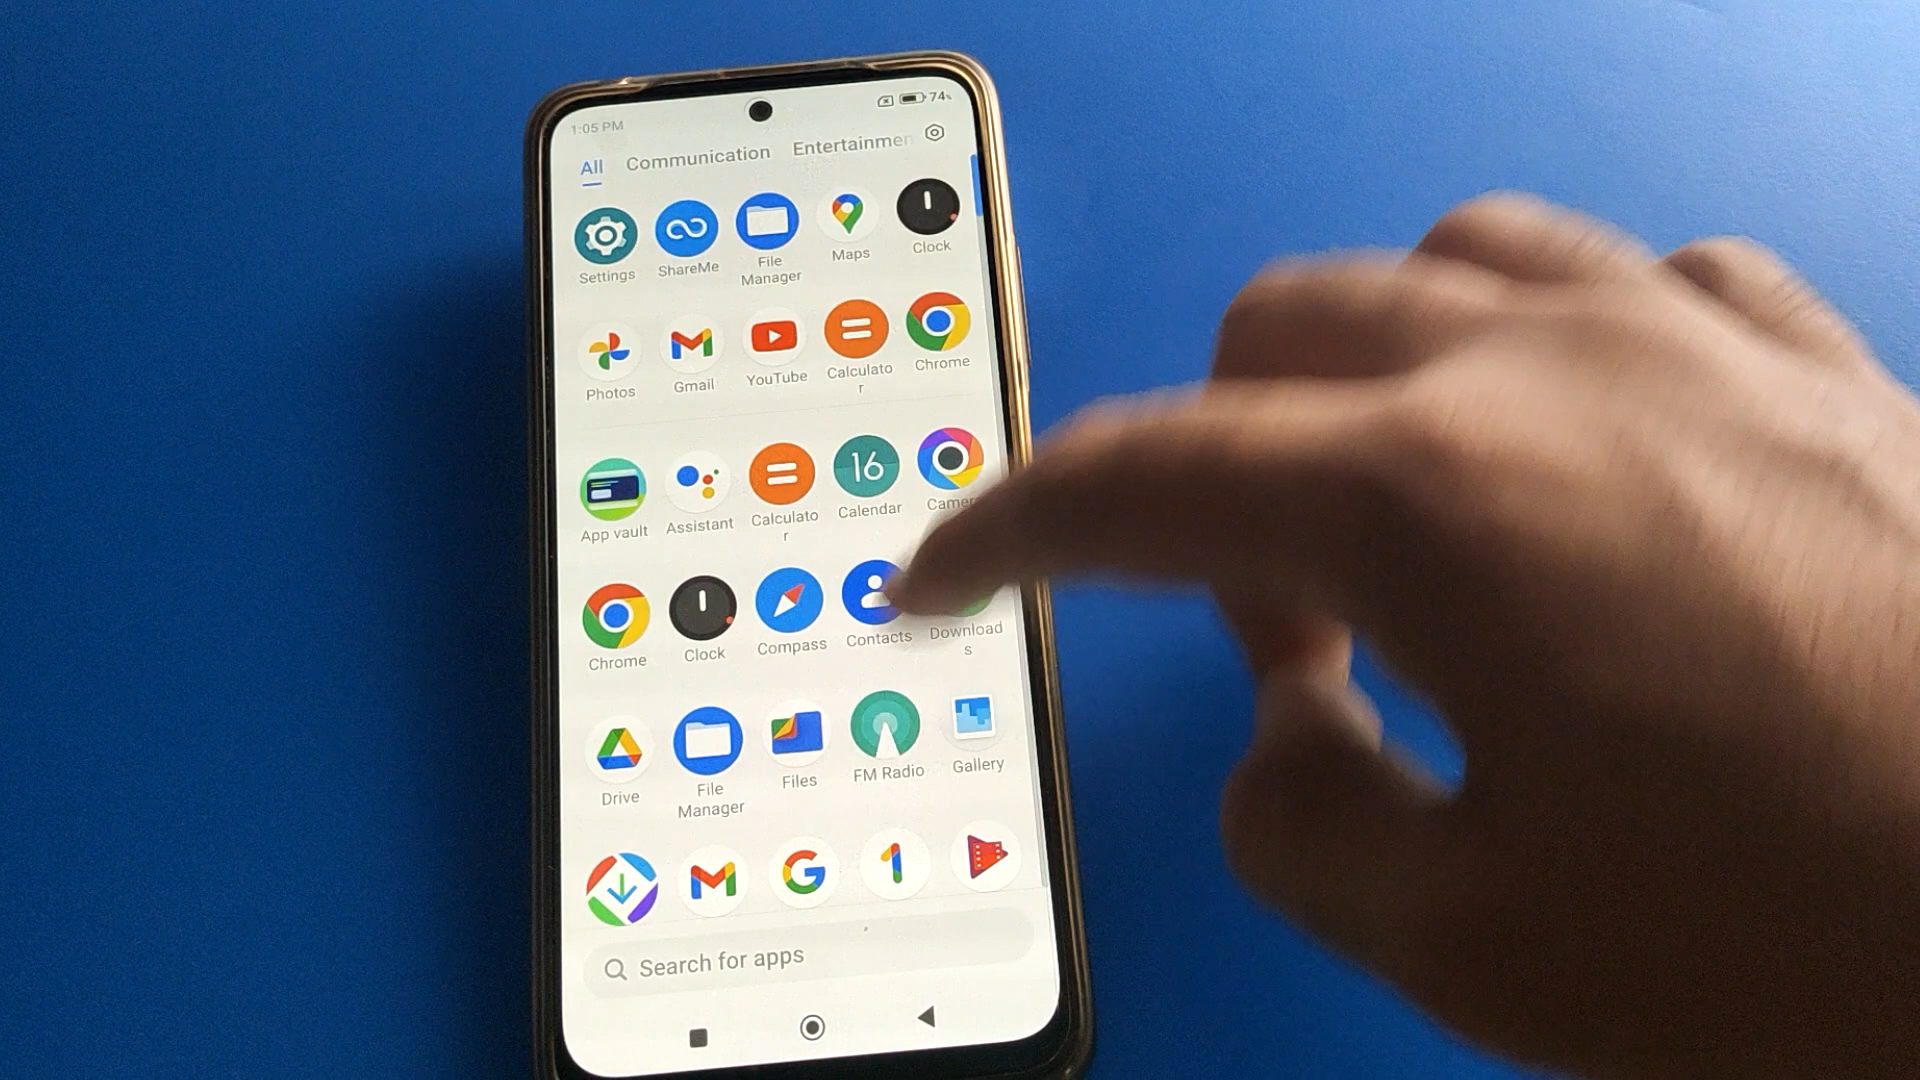 1:05 PM
74%
All Communication Entertainmen
Settings ShareMe File Manager Maps Clock
Photos Gmail YouTube Calculato
r
Chrome
App vault Assistant Calculato
r
Calendar 16 Camera
Chrome Clock Compass Contacts Download
s
Drive File Manager Files FM Radio Gallery
Search for apps